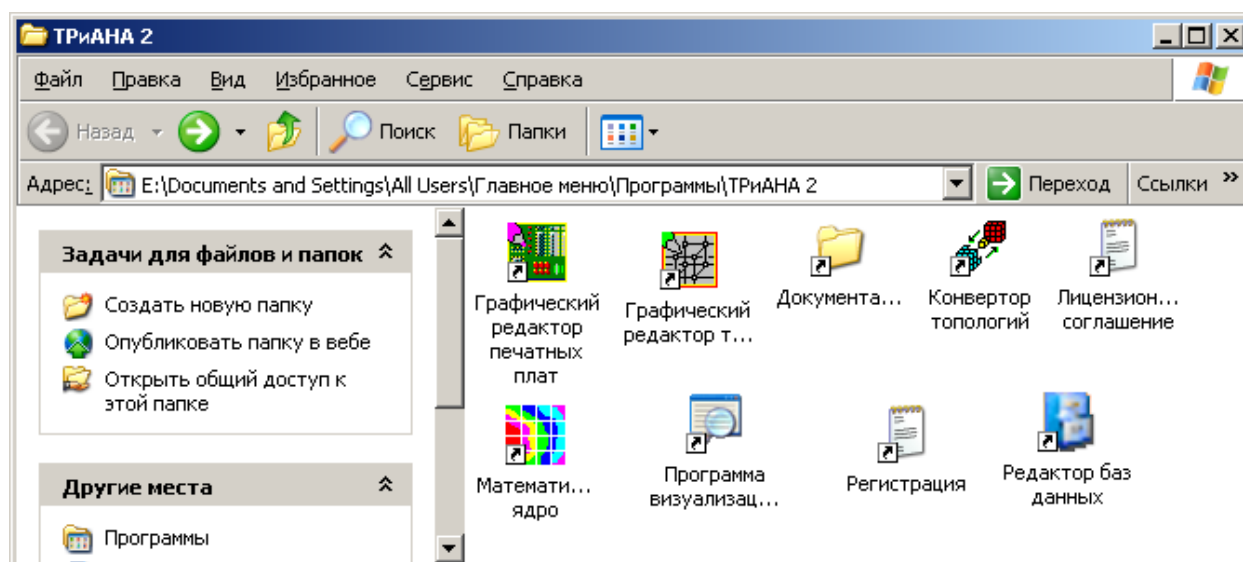 ТРиАНА 2
Файл Правка Вид Избранное Сервис Справка
Назад Поиск Папки
Адрес: E:\Documents and Settings\All Users\Главное меню\Программы\ТРиАНА 2 Переход Ссылки »
Задачи для файлов и папок
Создать новую папку
Опубликовать папку в вебе
Открыть общий доступ к
этой папке
Другие места
Программы
Графический
редактор
печатных
плат
Графический
редактор т...
Документа...
Конвертор
топологий
Лицензион...
соглашение
Математи...
ядро
Программа
визуализац...
Регистрация
Редактор баз
данных